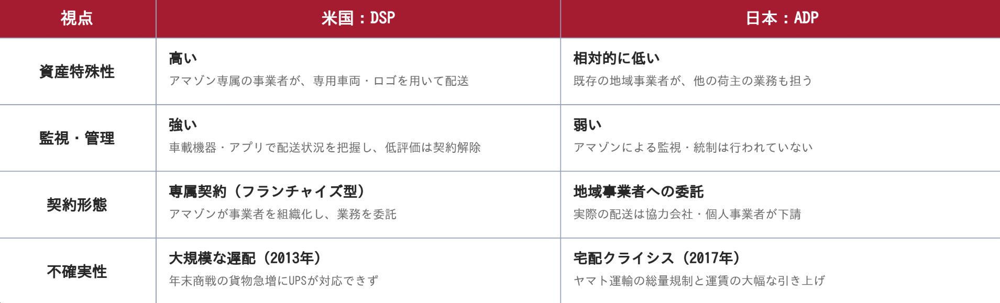 視点
米国：DSP
日本：ADP
資産特殊性
高い
アマゾン専属の事業者が、専用車両・ロゴを用いて配送
相対的に低い
既存の地域事業者が、他の荷主の業務も担う
監視・管理
強い
車載機器・アプリで配送状況を把握し、低評価は契約解除
弱い
アマゾンによる監視・統制は行われていない
契約形態
専属契約（フランチャイズ型）
アマゾンが事業者を組織化し、業務を委託
地域事業者への委託
実際の配送は協力会社・個人事業者が下請
不確実性
大規模な遅配（2013年）
年末商戦の貨物急増にUPSが対応できず
宅配クライシス（2017年）
ヤマト運輸の総量規制と運賃の大幅な引き上げ